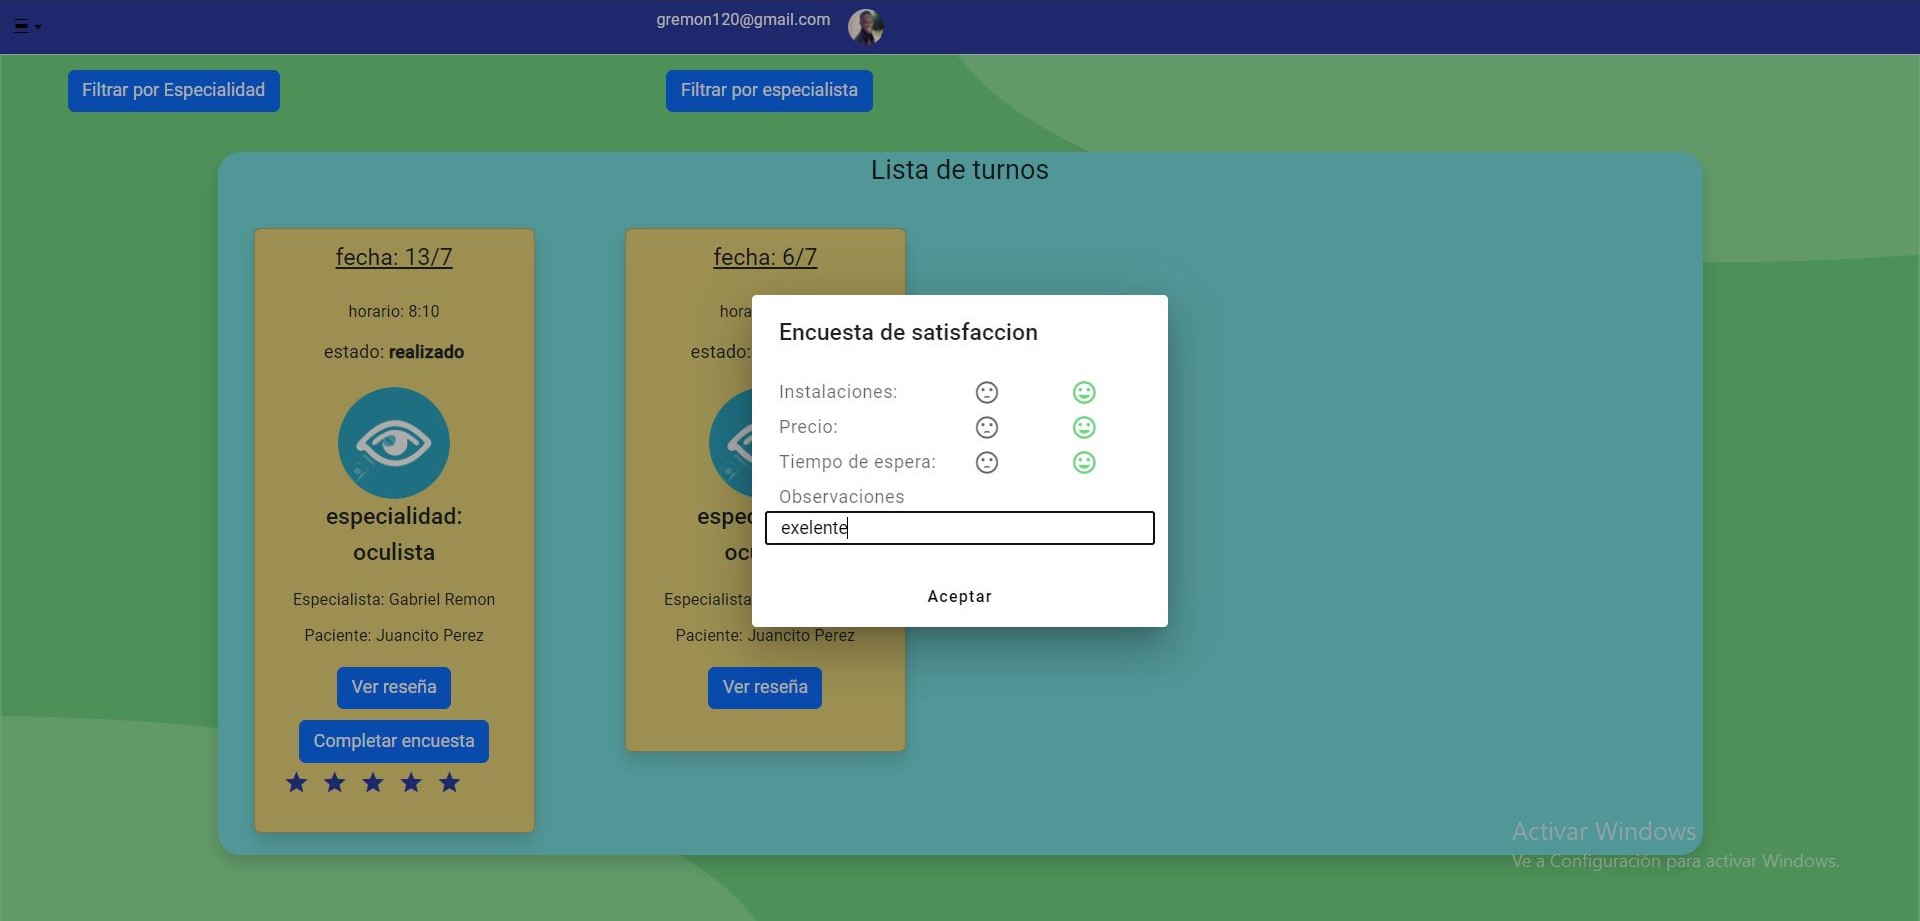 gremon120@gmail.com
Filtrar por Especialidad
Filtrar por especialista
Lista de turnos
fecha: 13/7
horario: 8:10
estado: realizado
especialidad:
oculista
Especialista: Gabriel Remon
Paciente: Juancito Perez
Ver reseña
Completar encuesta
fecha: 6/7
estado:
Especialista
Paciente: Juancito Perez
Ver reseña
Encuesta de satisfaccion
Instalaciones:
Precio:
Tiempo de espera:
Observaciones
exelente
Aceptar
Activar Windows
Ve a Configuración para activar Windows.